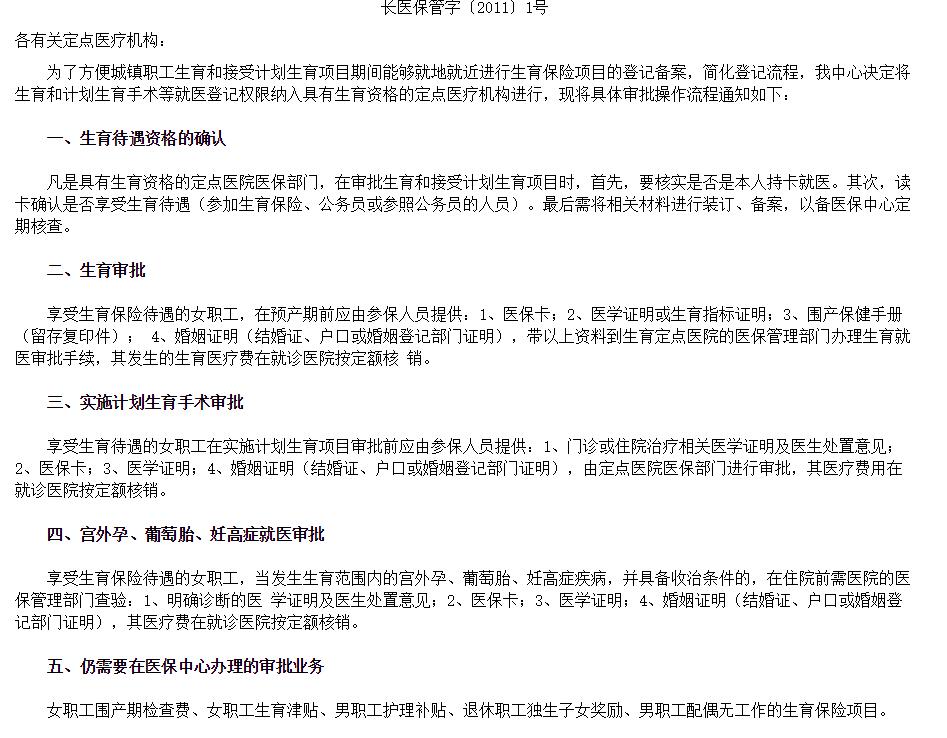 长医保管字〔2011〕1号
各有关定点医疗机构:
为了方便城镇职工生育和接受计划生育项目期间能够就地就近进行生育保险项目的登记备案，简化登记流程，我中心决定将
生育和计划生育手术等就医登记权限纳入具有生育资格的定点医疗机构进行，现将具体审批操作流程通知如下:
一、生育待遇资格的确认
凡是具有生育资格的定点医院医保部门，在审批生育和接受计划生育项目时，首先，要核实是否是本人持卡就医。其次，读
卡确认是否享受生育待遇（参加生育保险、公务员或参照公务员的人员）。最后需将相关材料进行装订、备案，以备医保中心定
期核查。
二、生育审批
享受生育保险待遇的女职工，在预产期前应由参保人员提供：1、医保卡；2、医学证明或生育指标证明；3、围产保健手册
（留存复印件）； 4、婚姻证明（结婚证、户口或婚姻登记部门证明），带以上资料到生育定点医院的医保管理部门办理生育就
医审批手续，其发生的生育医疗费在就诊医院按定额核 销。
三、实施计划生育手术审批
享受生育待遇的女职工在实施计划生育项目审批前应由参保人员提供：1、门诊或住院治疗相关医学证明及医生处置意见；
2、医保卡；3、医学证明；4、婚姻证明（结婚证、户口或婚姻登记部门证明），由定点医院医保部门进行审批，其医疗费用在
就诊医院按定额核销。
四、宫外孕、葡萄胎、妊高症就医审批
享受生育保险待遇的女职工，当发生生育范围内的宫外孕、葡萄胎、妊高症疾病，并具备收治条件的，在住院前需医院的医
保管理部门查验：1、明确诊断的医 学证明及医生处置意见；2、医保卡；3、医学证明；4、婚姻证明（结婚证、户口或婚姻登
记部门证明），其医疗费在就诊医院按定额核销。
五、仍需要在医保中心办理的审批业务
女职工围产期检查费、女职工生育津贴、男职工护理补贴、退休职工独生子女奖励、男职工配偶无工作的生育保险项目。